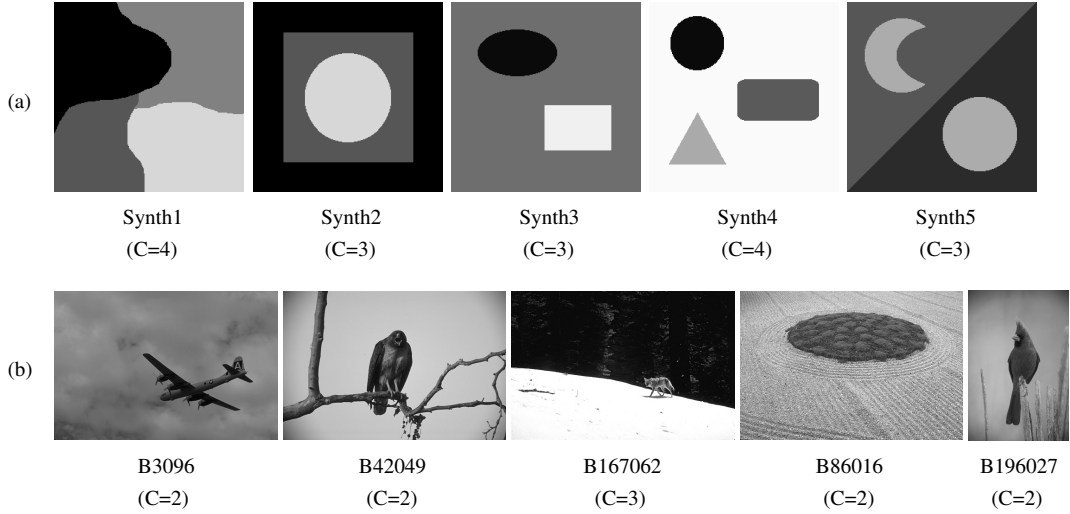 (a)
Synth1 Synth2 Synth3 Synth4 Synth5
(C=4) (C=3) (C=3) (C=4) (C=3)
(b)
B3096 B42049 B167062 B86016 B196027
(C=2) (C=2) (C=3) (C=2) (C=2)